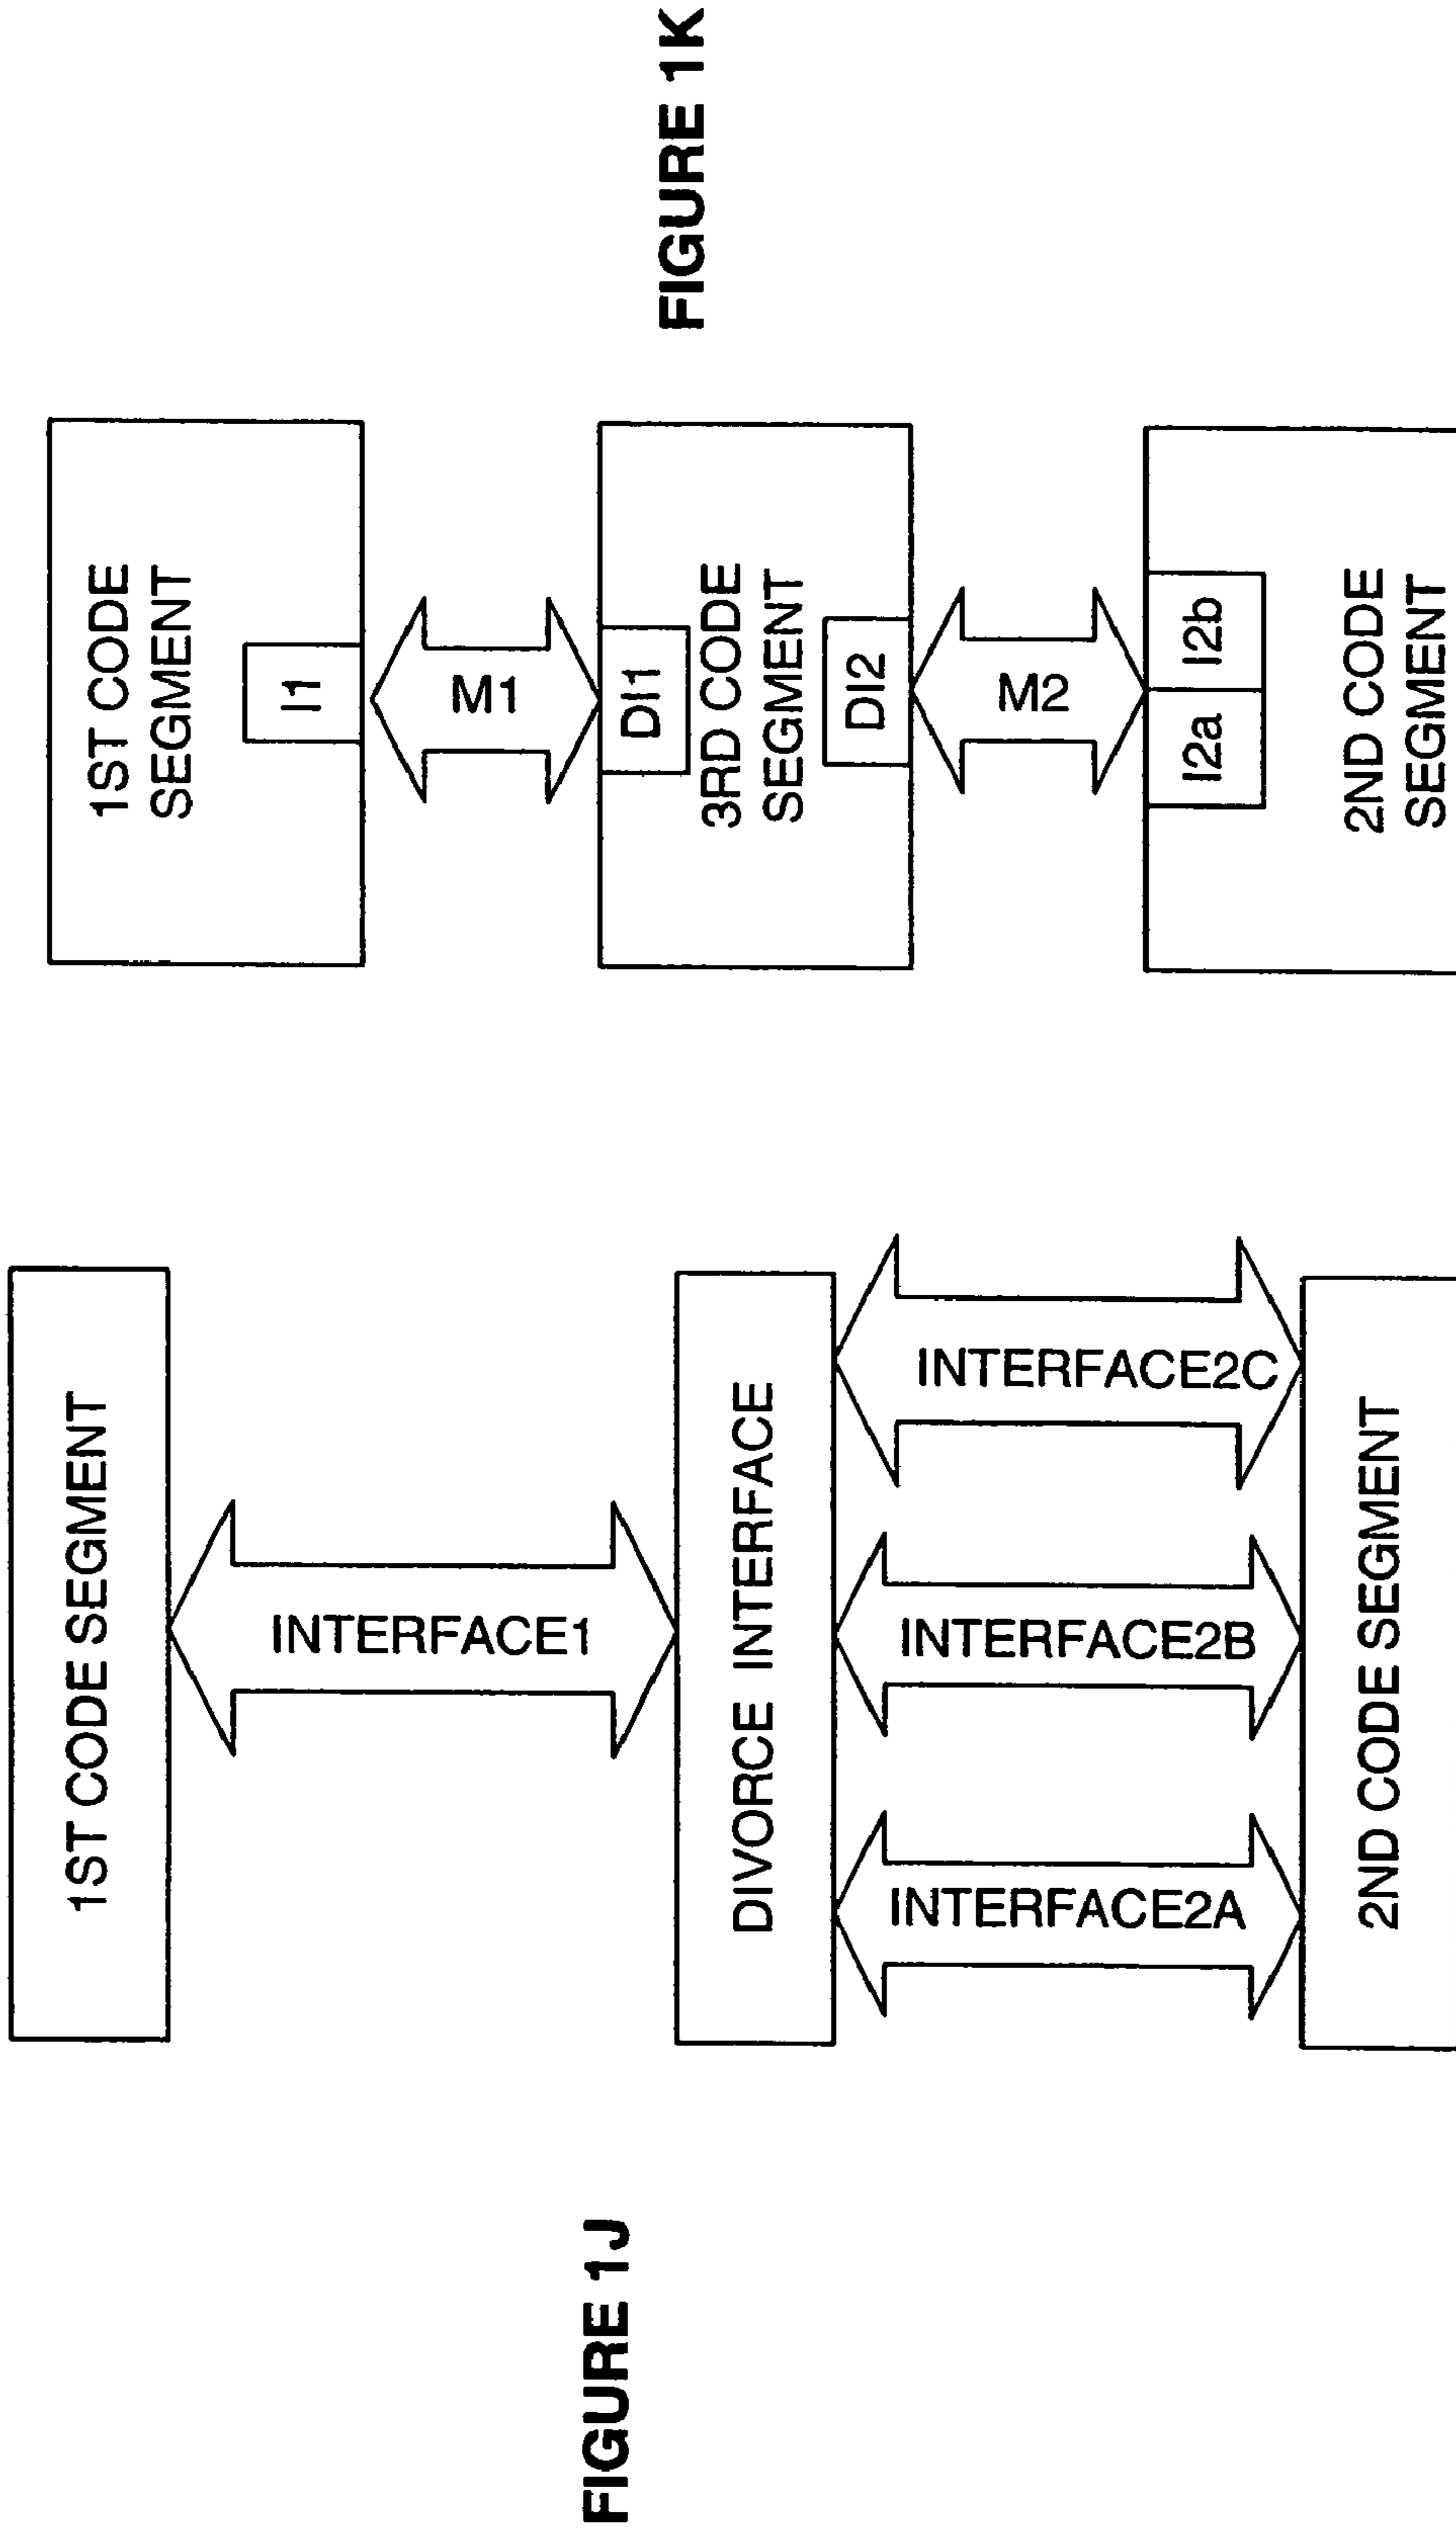 FIGURE 1J
1ST CODE SEGMENT
INTERFACE1
DIVORCE INTERFACE
INTERFACE2A
INTERFACE2B
INTERFACE2C
2ND CODE SEGMENT
FIGURE 1K
1ST CODE
SEGMENT
I1
M1
DI1
3RD CODE
SEGMENT
DI2
M2
I2a
I2b
2ND CODE
SEGMENT